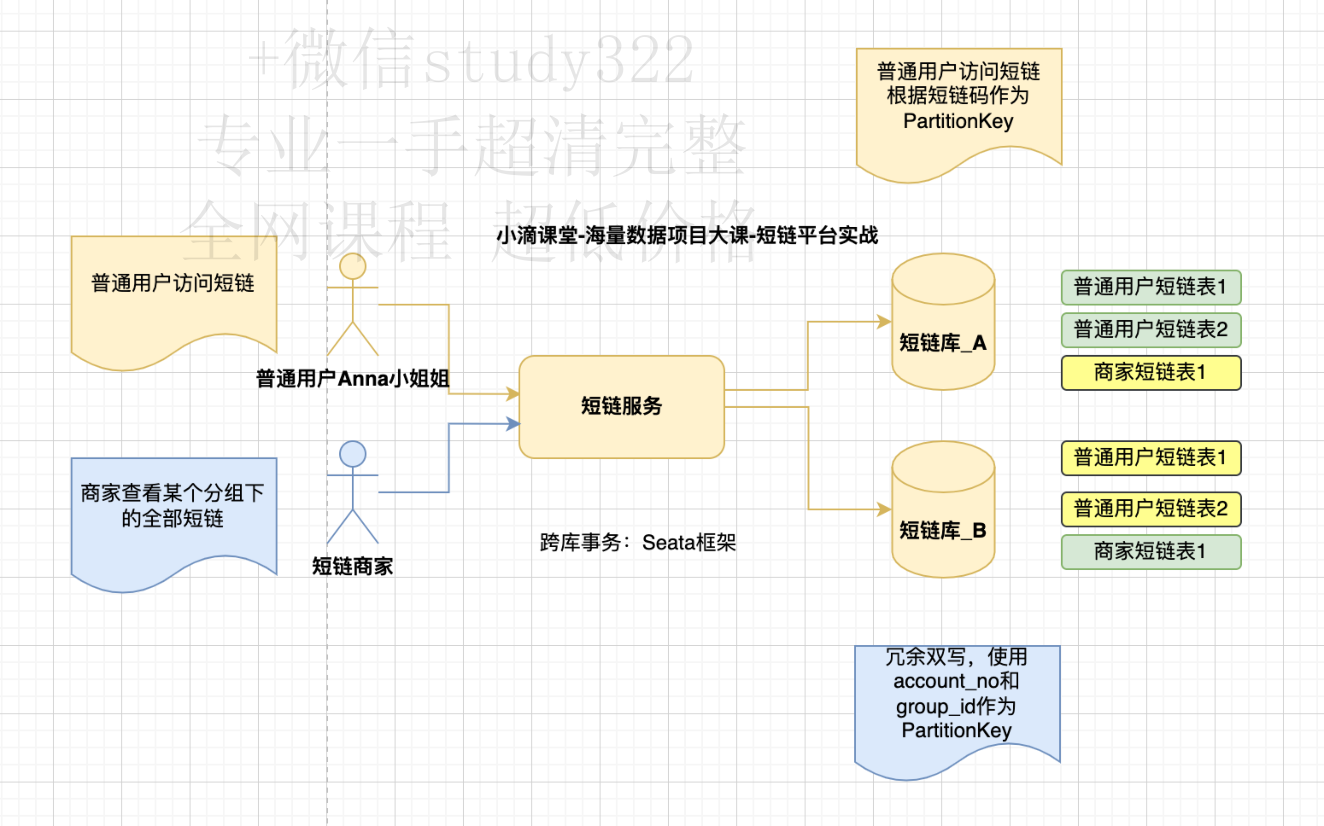 +微信study322
专业一手超清完整
全网课程 超低价格
普通用户访问短链
根据短链码作为
PartitionKey
小滴课堂-海量数据项目大课-短链平台实战
普通用户访问短链
普通用户Anna小姐姐
短链服务
短链库_A
普通用户短链表1
普通用户短链表2
商家短链表1
商家查看某个分组下
的全部短链
短链商家
跨库事务：Seata框架
短链库_B
普通用户短链表1
普通用户短链表2
商家短链表1
冗余双写，使用
account_no和
group_id作为
PartitionKey